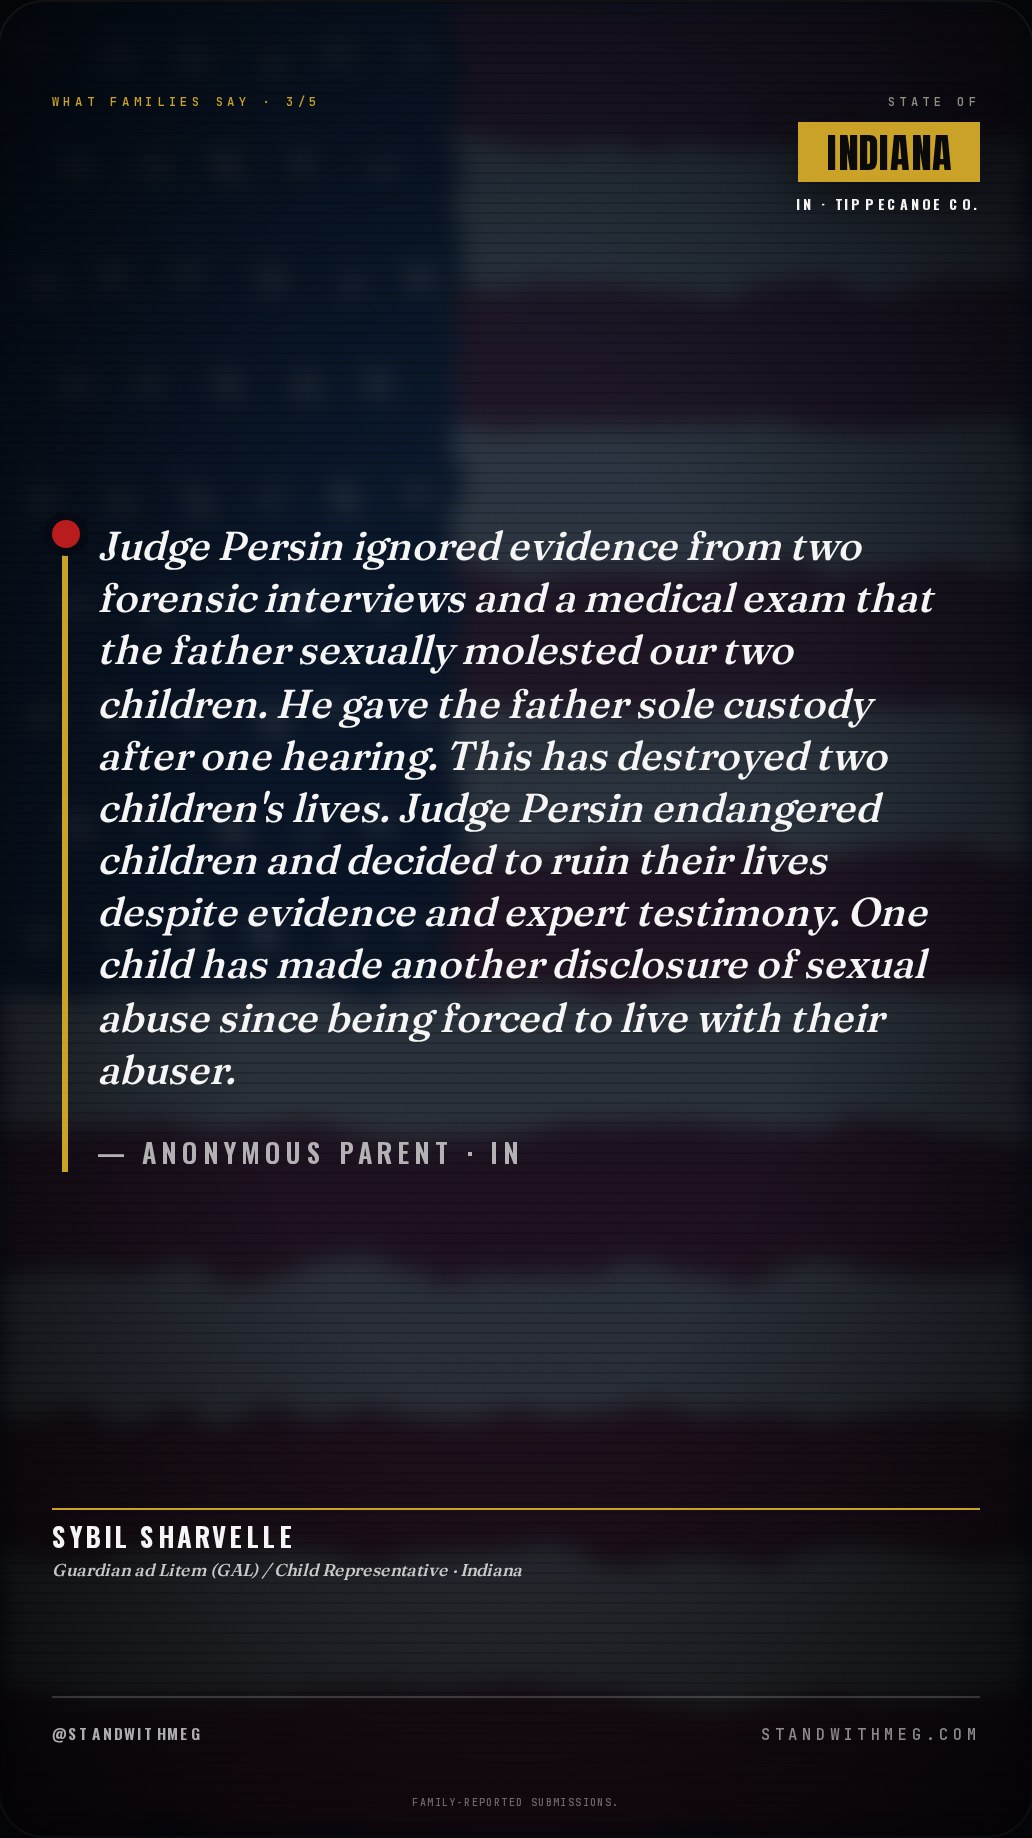 WHAT FAMILIES SAY · 3/5
STATE OF
INDIANA
IN · TIPPECANOE CO.
Judge Persin ignored evidence from two
forensic interviews and a medical exam that
the father sexually molested our two
children. He gave the father sole custody
after one hearing. This has destroyed two
children's lives. Judge Persin endangered
children and decided to ruin their lives
despite evidence and expert testimony. One
child has made another disclosure of sexual
abuse since being forced to live with their
abuser.
— ANONYMOUS PARENT · IN
SYBIL SHARVELLE
Guardian ad Litem (GAL) / Child Representative · Indiana
@STANDWITHMEG
STANDWITHMEG.COM
FAMILY-REPORTED SUBMISSIONS.